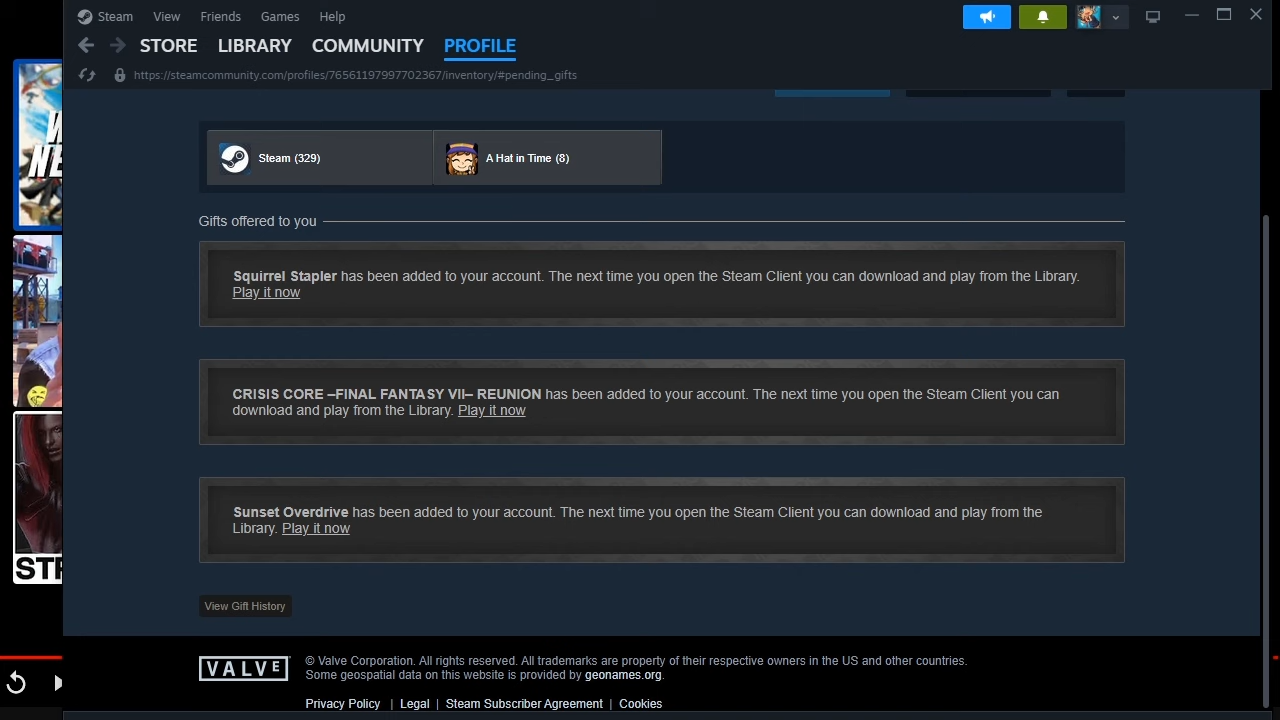 Steam View Friends Games Help
STORE LIBRARY COMMUNITY PROFILE
https://steamcommunity.com/profiles/76561197997702367/inventory/#pending_gifts
Steam (329)
A Hat in Time (8)
Gifts offered to you
Squirrel Stapler has been added to your account. The next time you open the Steam Client you can download and play from the Library.
Play it now
CRISIS CORE –FINAL FANTASY VII– REUNION has been added to your account. The next time you open the Steam Client you can
download and play from the Library. Play it now
Sunset Overdrive has been added to your account. The next time you open the Steam Client you can download and play from the
Library. Play it now
View Gift History
VALVE
© Valve Corporation. All rights reserved. All trademarks are property of their respective owners in the US and other countries.
Some geospatial data on this website is provided by geonames.org.
Privacy Policy | Legal | Steam Subscriber Agreement | Cookies